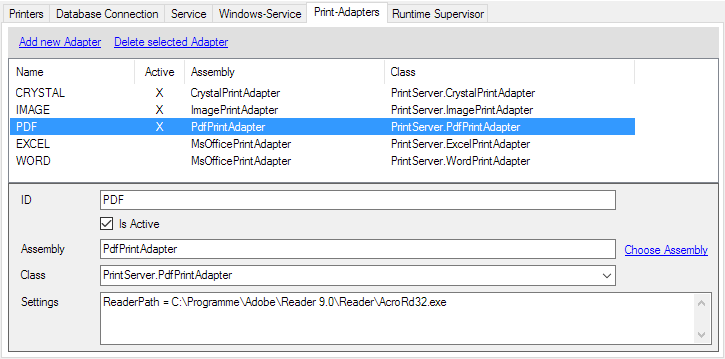 Printers Database Connection Service Windows-Service Print-Adapters Runtime Supervisor
Add new Adapter Delete selected Adapter
Name Active Assembly Class
CRYSTAL X CrystalPrintAdapter PrintServer.CrystalPrintAdapter
IMAGE X ImagePrintAdapter PrintServer.ImagePrintAdapter
PDF X PdfPrintAdapter PrintServer.PdfPrintAdapter
EXCEL MsOfficePrintAdapter PrintServer.ExcelPrintAdapter
WORD MsOfficePrintAdapter PrintServer.WordPrintAdapter
ID PDF
Is Active
Assembly PdfPrintAdapter Choose Assembly
Class PrintServer.PdfPrintAdapter
Settings ReaderPath = C:\Programme\Adobe\Reader 9.0\Reader\AcroRd32.exe